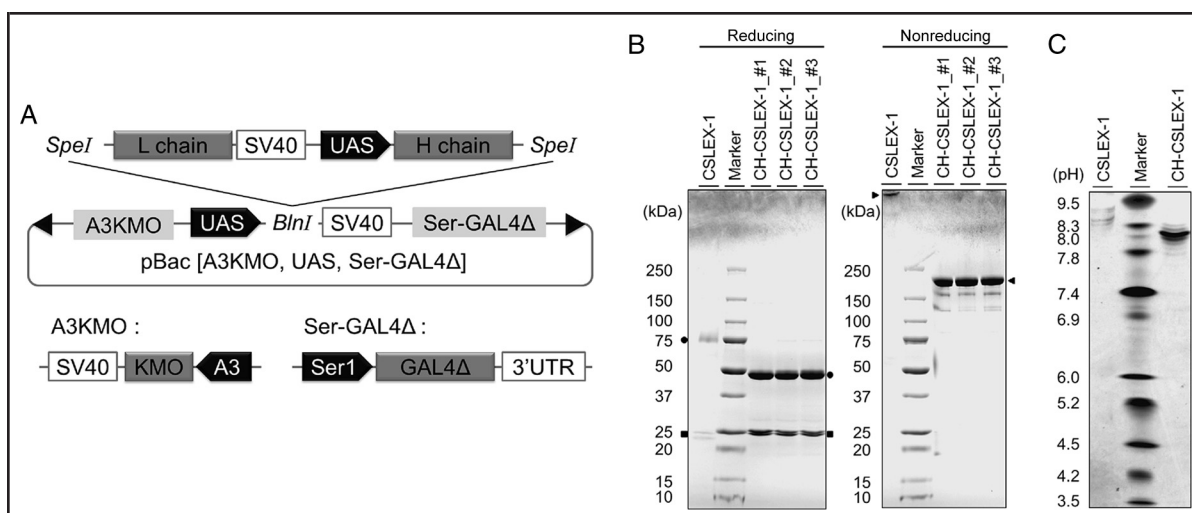 A
SpeI L chain SV40 UAS H chain SpeI
A3KMO UAS BlnI SV40 Ser-GAL4Δ
pBac [A3KMO, UAS, Ser-GAL4Δ]
A3KMO :
SV40 KMO A3
Ser-GAL4Δ :
Ser1 GAL4Δ 3'UTR
B
Reducing
CSLEX-1
Marker
CH-CSLEX-1_#1
CH-CSLEX-1_#2
CH-CSLEX-1_#3
(kDa)
250
150
100
75
50
37
25
20
15
10
Nonreducing
CSLEX-1
Marker
CH-CSLEX-1_#1
CH-CSLEX-1_#2
CH-CSLEX-1_#3
(kDa)
250
150
100
75
50
37
25
20
15
10
C
CSLEX-1
Marker
CH-CSLEX-1
(pH)
9.5
8.3
8.0
7.8
7.4
6.9
6.0
5.2
4.5
4.2
3.5